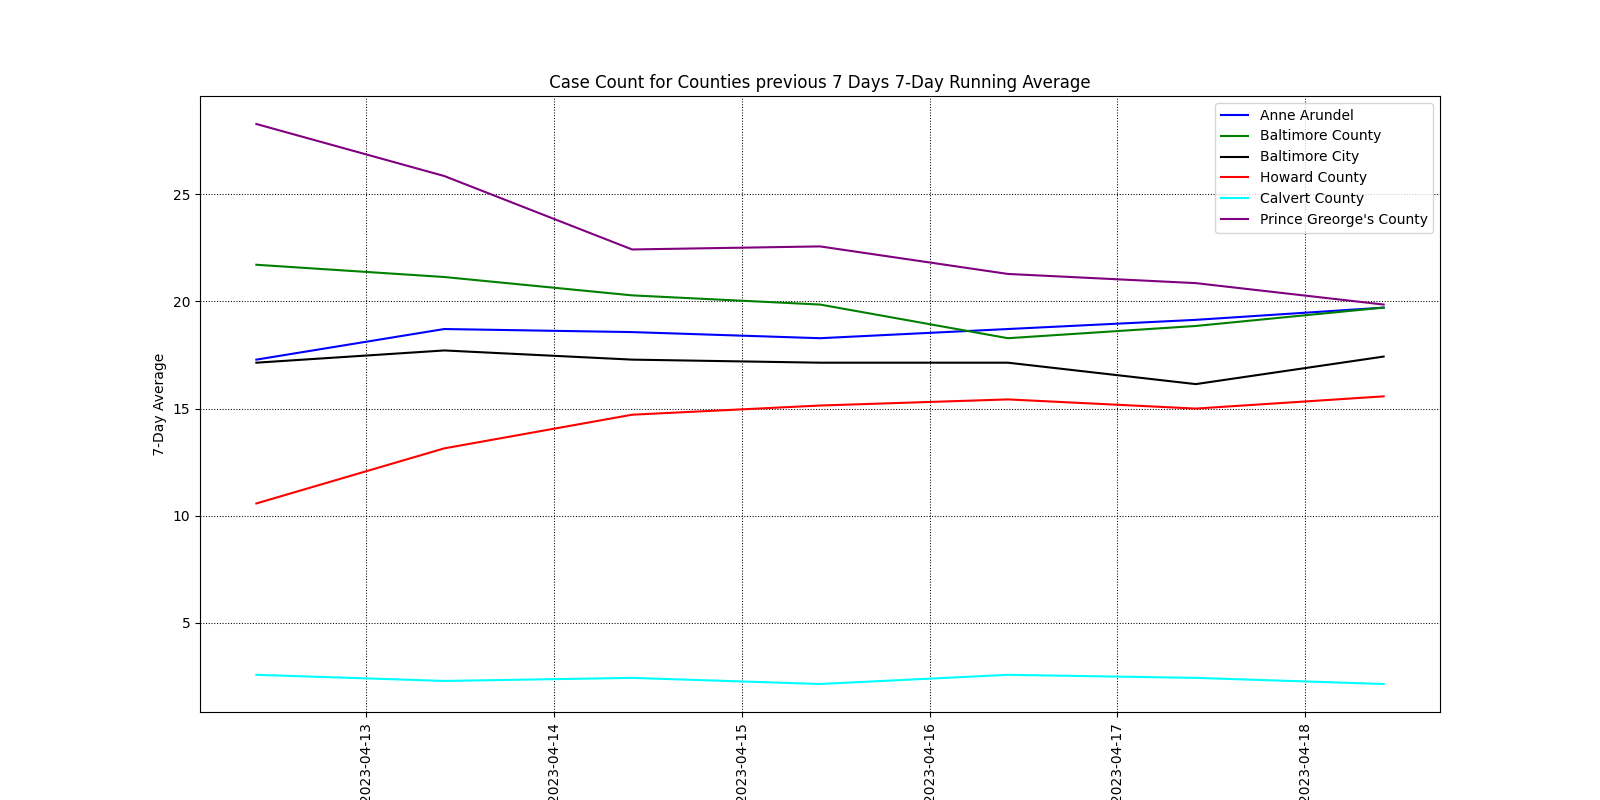 Case Count for Counties previous 7 Days 7-Day Running Average
Anne Arundel
Baltimore County
Baltimore City
Howard County
Calvert County
Prince Greorge's County
7-Day Average
25
20
15
10
5
2023-04-13
2023-04-14
2023-04-15
2023-04-16
2023-04-17
2023-04-18